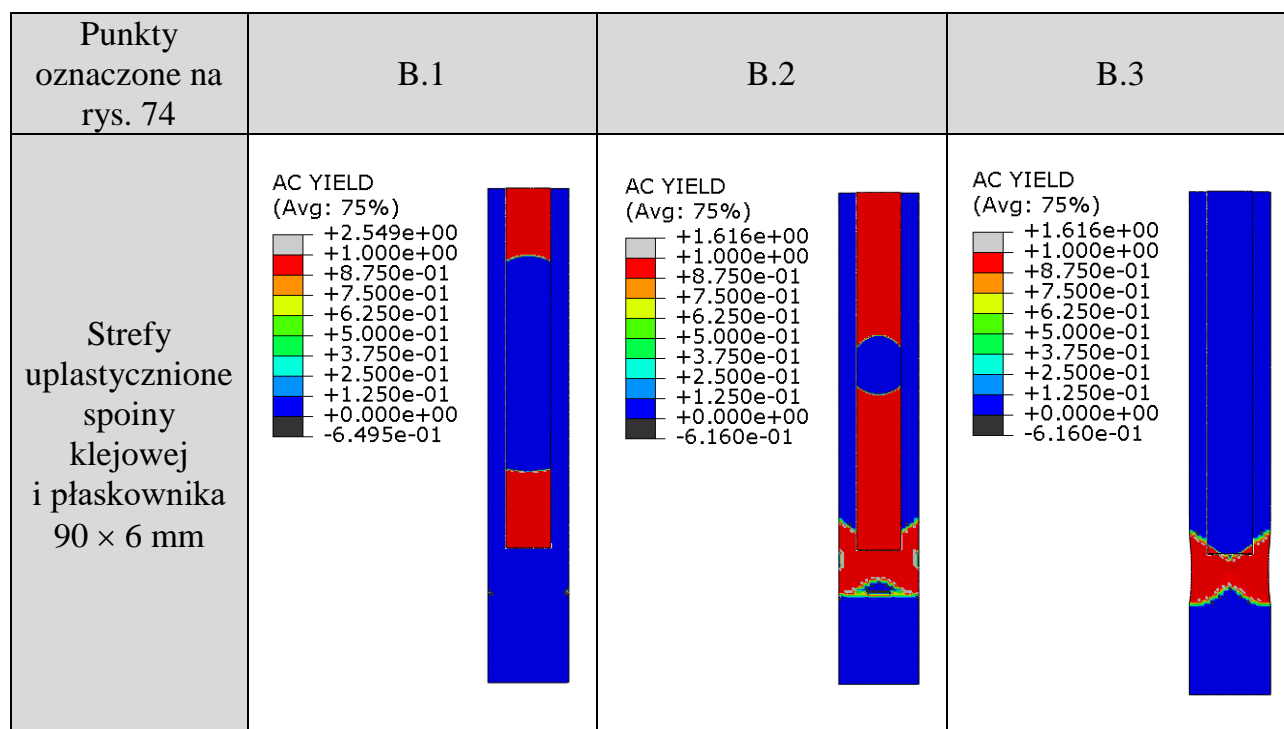 Punkty
oznaczone na
rys. 74
B.1
B.2
B.3
Strefy
uplastycznione
spoiny
klejowej
i płaskownika
90 × 6 mm
AC YIELD
(Avg: 75%)
+2.549e+00
+1.000e+00
+8.750e-01
+7.500e-01
+6.250e-01
+5.000e-01
+3.750e-01
+2.500e-01
+1.250e-01
+0.000e+00
-6.495e-01
AC YIELD
(Avg: 75%)
+1.616e+00
+1.000e+00
+8.750e-01
+7.500e-01
+6.250e-01
+5.000e-01
+3.750e-01
+2.500e-01
+1.250e-01
+0.000e+00
-6.160e-01
AC YIELD
(Avg: 75%)
+1.616e+00
+1.000e+00
+8.750e-01
+7.500e-01
+6.250e-01
+5.000e-01
+3.750e-01
+2.500e-01
+1.250e-01
+0.000e+00
-6.160e-01